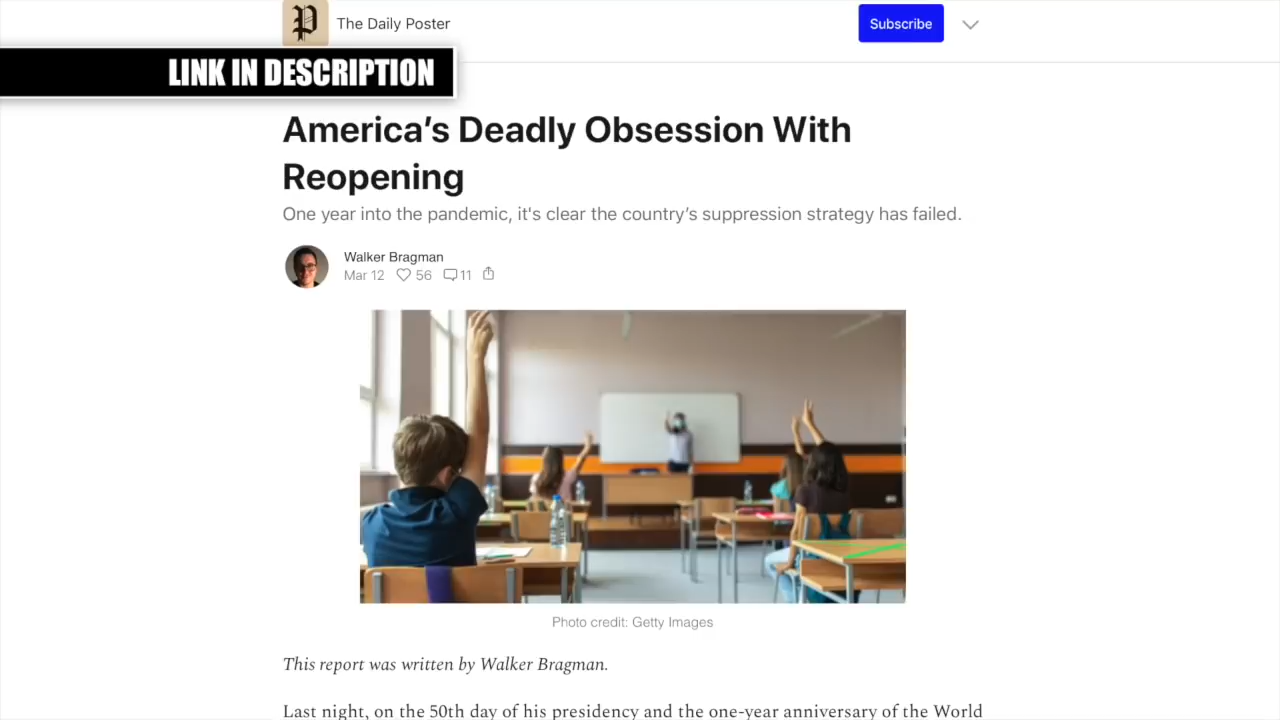 The Daily Poster
Subscribe
LINK IN DESCRIPTION
America’s Deadly Obsession With
Reopening
One year into the pandemic, it's clear the country’s suppression strategy has failed.
Walker Bragman
Mar 12 56 11
Photo credit: Getty Images
This report was written by Walker Bragman.
Last night, on the 50th day of his presidency and the one-year anniversary of the World